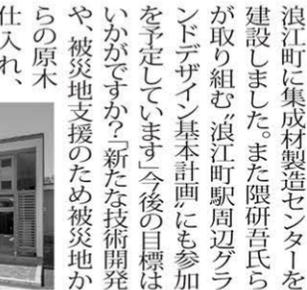 浪江町に集成材製造センターを
建設しました。また隈研吾氏ら
が取り組む〝浪江町駅周辺グラ
ンドデザイン基本計画〟にも参加
を予定しています」今後の目標は
いかがですか?「新たな技術開発
や、被災地支援のため被災地か
らの原木
仕入れ、